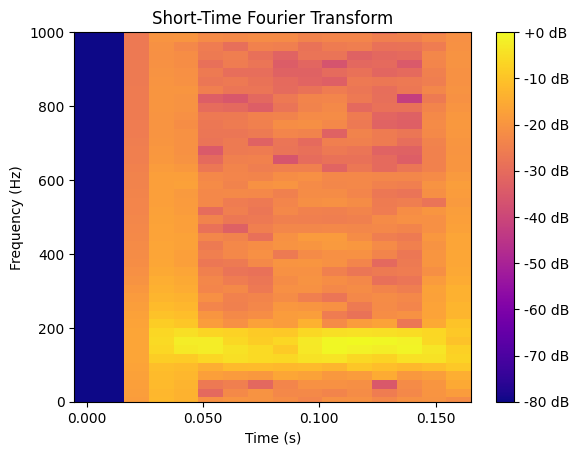 Short-Time Fourier Transform
1000
800
600
400
200
0
Frequency (Hz)
0.000
0.050
0.100
0.150
Time (s)
+0 dB
-10 dB
-20 dB
-30 dB
-40 dB
-50 dB
-60 dB
-70 dB
-80 dB